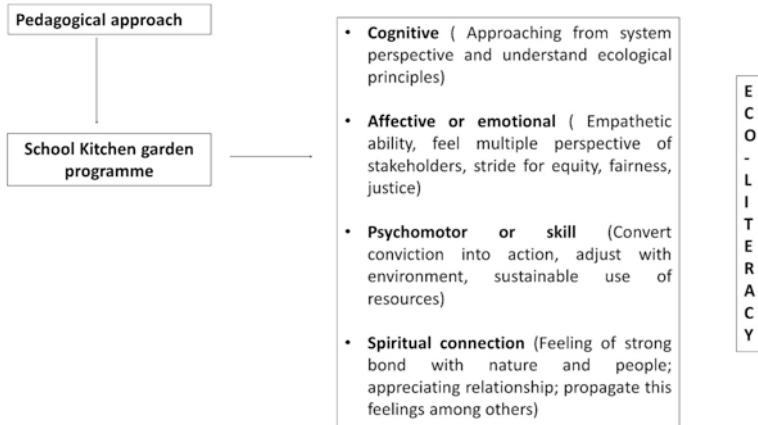 Pedagogical approach
School Kitchen garden
programme
• Cognitive ( Approaching from system
perspective and understand ecological
principles)
• Affective or emotional ( Empathetic
ability, feel multiple perspective of
stakeholders, stride for equity, fairness,
justice)
• Psychomotor or skill (Convert
conviction into action, adjust with
environment, sustainable use of
resources)
• Spiritual connection (Feeling of strong
bond with nature and people;
appreciating relationship; propagate this
feelings among others)
E
C
O
-
L
I
T
E
R
A
C
Y